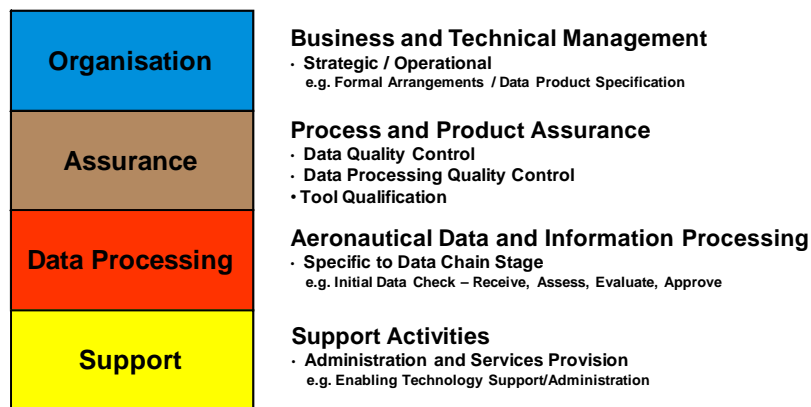 Organisation
Business and Technical Management
· Strategic / Operational
e.g. Formal Arrangements / Data Product Specification
Assurance
Process and Product Assurance
· Data Quality Control
· Data Processing Quality Control
• Tool Qualification
Data Processing
Aeronautical Data and Information Processing
· Specific to Data Chain Stage
e.g. Initial Data Check – Receive, Assess, Evaluate, Approve
Support
Support Activities
· Administration and Services Provision
e.g. Enabling Technology Support/Administration